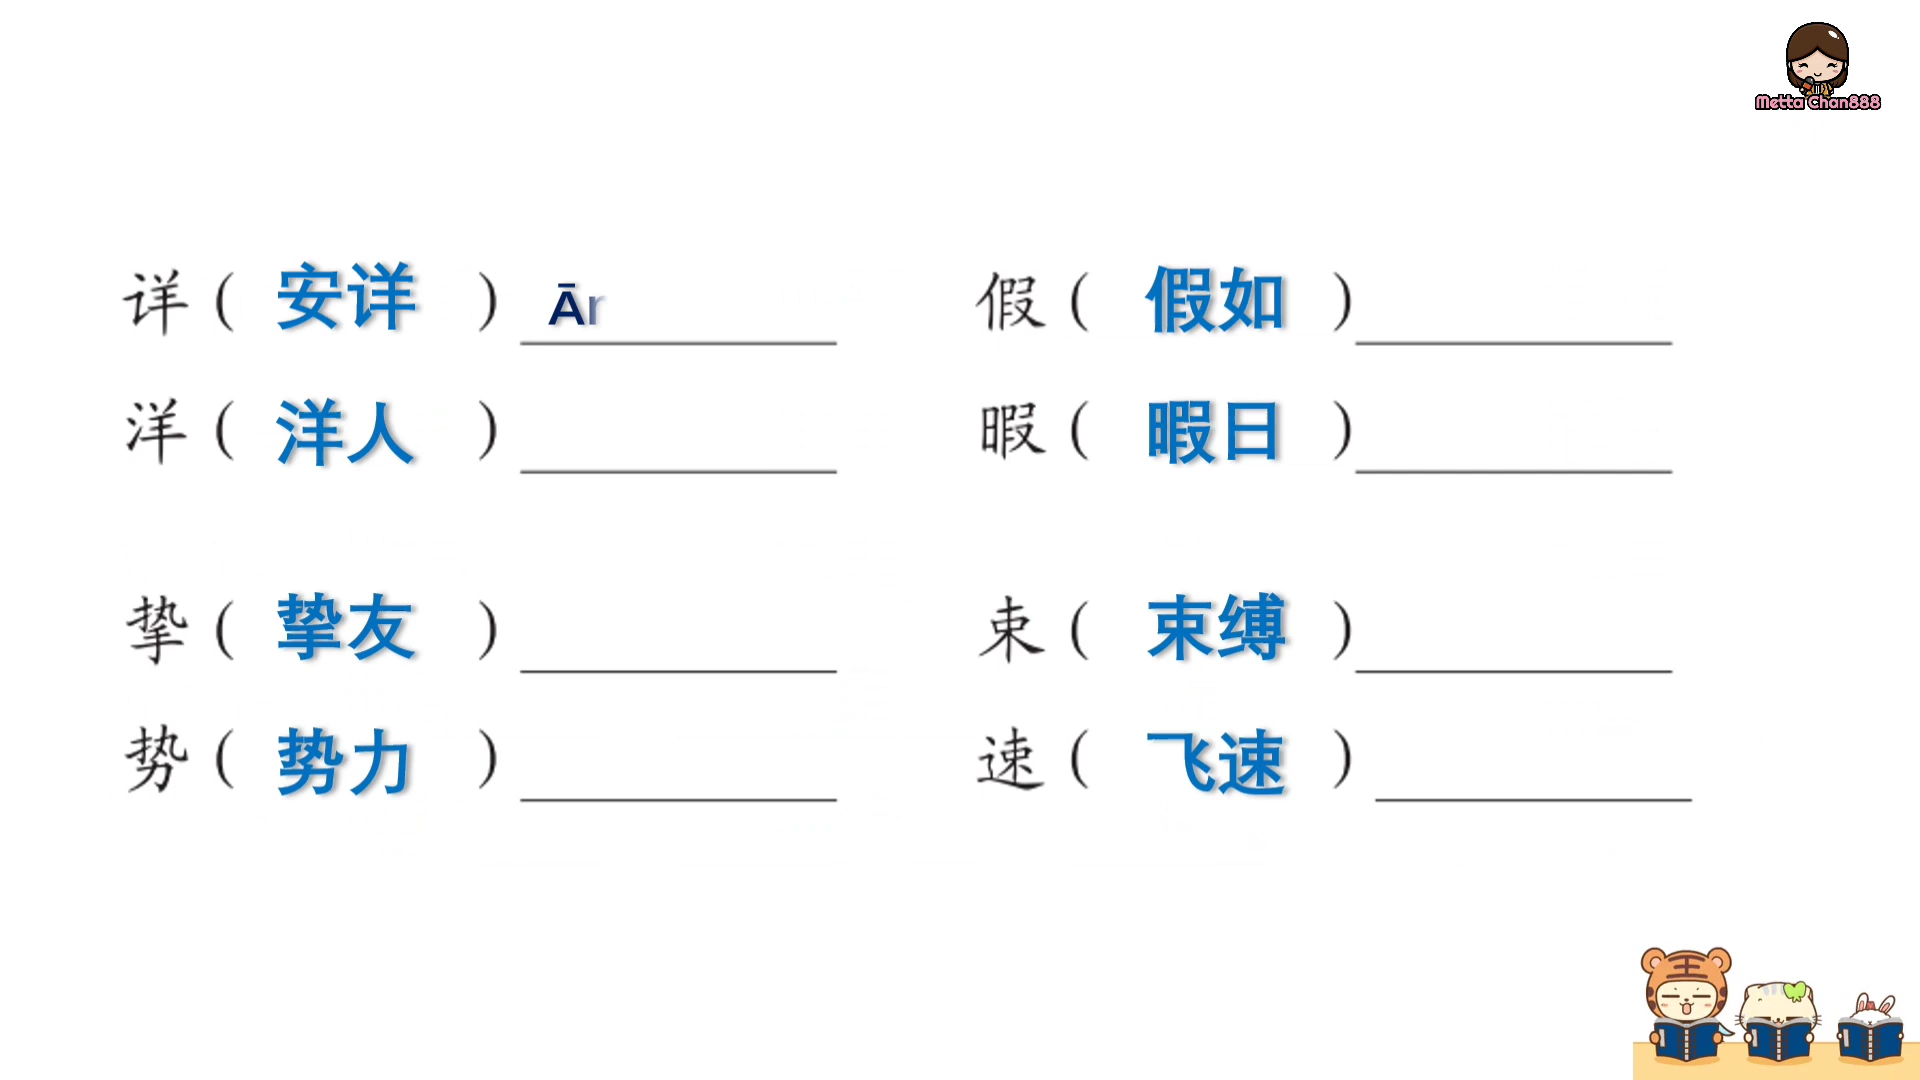 Metta Chan888
详（ 安详 ） Ār
假（ 假如 ）
洋（ 洋人 ）
暇（ 暇日 ）
挚（ 挚友 ）
束（ 束缚 ）
势（ 势力 ）
速（ 飞速 ）
王